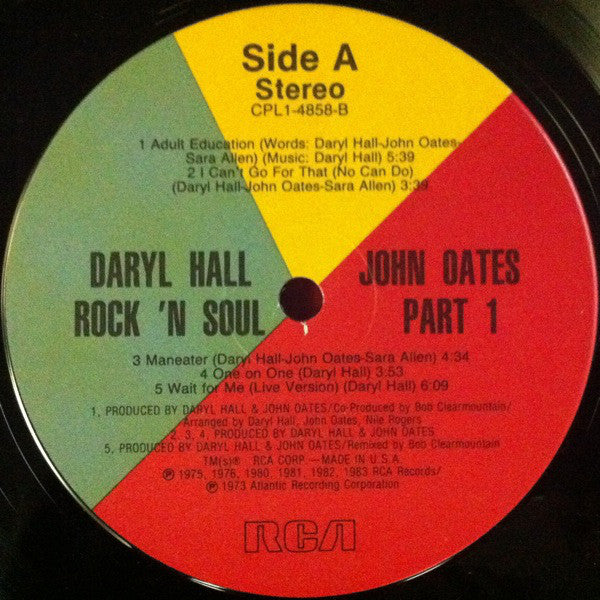 Side A
Stereo
CPL1-4858-B
1 Adult Education (Words: Daryl Hall-John Oates-
Sara Allen) (Music: Daryl Hall) 5:39
2 I Can't Go For That (No Can Do)
(Daryl Hall-John Oates-Sara Allen) 3:39
DARYL HALL JOHN OATES
ROCK 'N SOUL PART 1
3 Maneater (Daryl Hall-John Oates-Sara Allen) 4:34
4 One on One (Daryl Hall) 3:53
5 Wait for Me (Live Version) (Daryl Hall) 6:09
1, PRODUCED BY DARYL HALL & JOHN OATES/Co-Produced by Bob Clearmountain/
Arranged by Daryl Hall, John Oates, Nile Rogers
2, 3, 4, PRODUCED BY DARYL HALL & JOHN OATES
5, PRODUCED BY DARYL HALL & JOHN OATES/Remixed by Bob Clearmountain
TM(s)® RCA CORP.—MADE IN U.S.A.
℗ 1975, 1976, 1980, 1981, 1982, 1983 RCA Records/
℗ 1973 Atlantic Recording Corporation
RCA